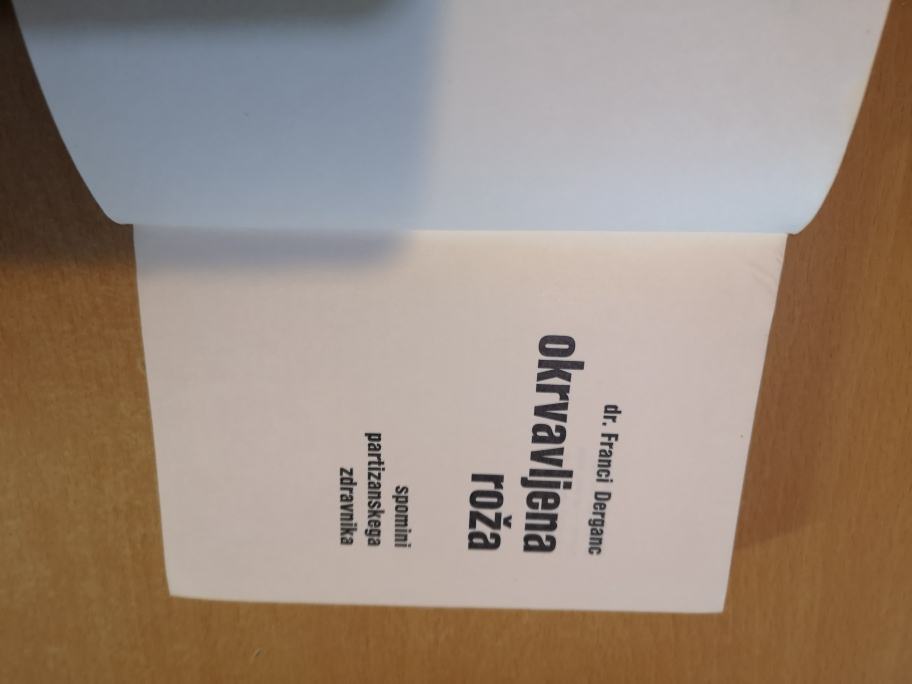 dr. Franci Derganc
okrvavljena
roža
spomini
partizanskega
zdravnika